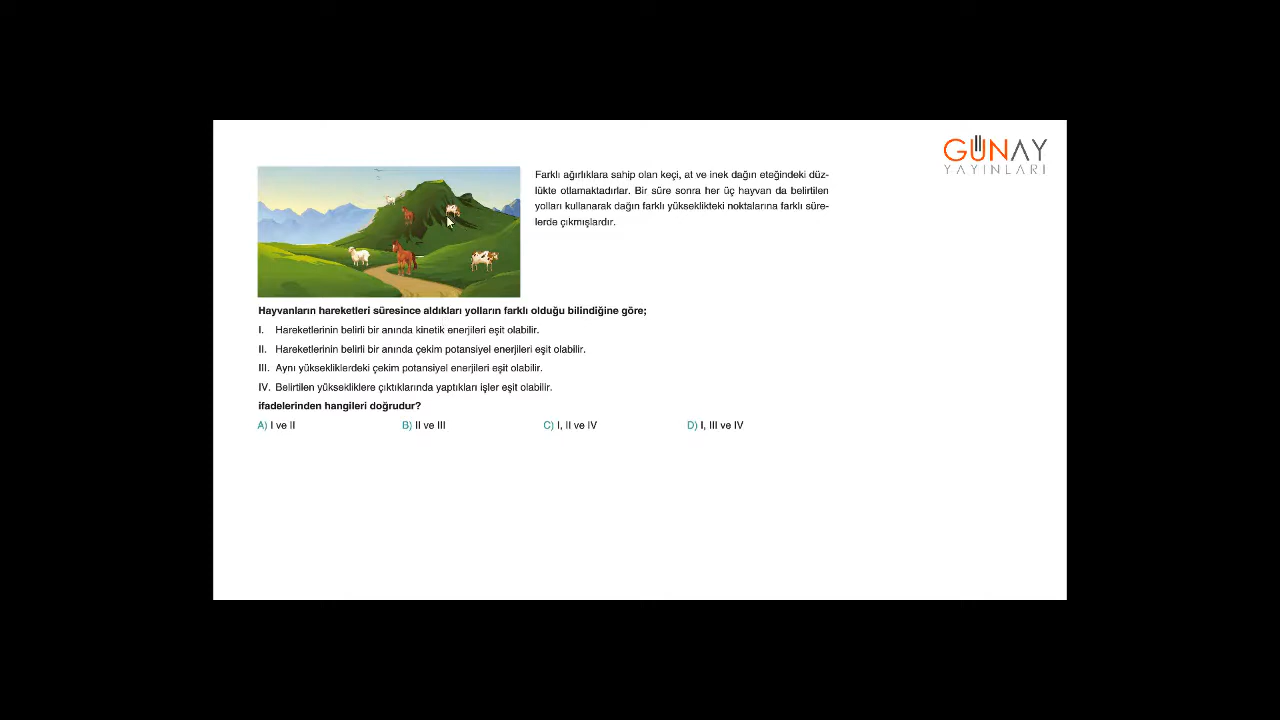 GÜNAY
YAYINLARI
Farklı ağırlıklara sahip olan keçi, at ve inek dağın eteğindeki düz-
lükte otlamaktadırlar. Bir süre sonra her üç hayvan da belirtilen
yolları kullanarak dağın farklı yükseklikteki noktalarına farklı süre-
lerde çıkmışlardır.
Hayvanların hareketleri süresince aldıkları yolların farklı olduğu bilindiğine göre;
I. Hareketlerinin belirli bir anında kinetik enerjileri eşit olabilir.
II. Hareketlerinin belirli bir anında çekim potansiyel enerjileri eşit olabilir.
III. Aynı yüksekliklerdeki çekim potansiyel enerjileri eşit olabilir.
IV. Belirtilen yüksekliklere çıktıklarında yaptıkları işler eşit olabilir.
ifadelerinden hangileri doğrudur?
A) I ve II B) II ve III C) I, II ve IV D) I, III ve IV